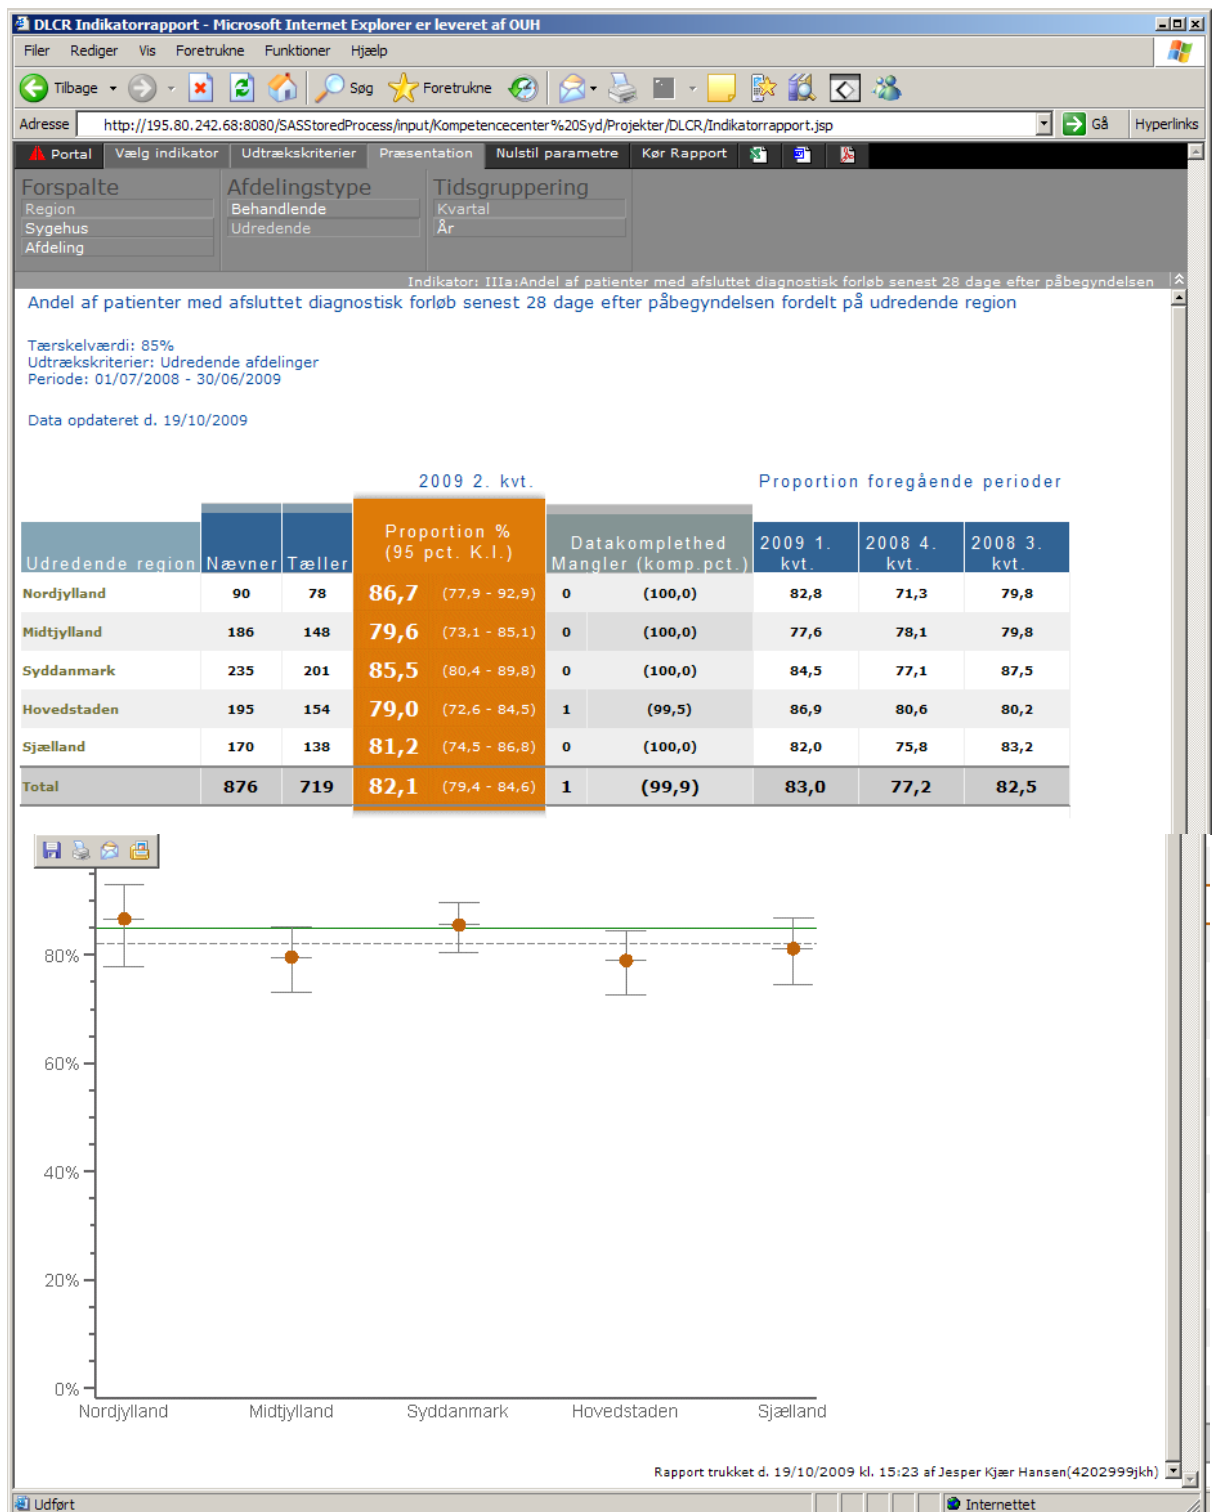 DLCR Indikatorrapport - Microsoft Internet Explorer er leveret af OUH
Filer Rediger Vis Foretrukne Funktioner Hjælp
Tilbage Søg Foretrukne
Adresse http://195.80.242.68:8080/SASStoredProcess/input/Kompetencecenter%20Syd/Projekter/DLCR/Indikatorrapport.jsp Gå Hyperlinks
Portal Vælg indikator Udtrækskriterier Præsentation Nulstil parametre Kør Rapport
Forspalte Afdelingstype Tidsgruppering
Region Behandlende Kvartal
Sygehus Udredende År
Afdeling
Indikator: IIIa:Andel af patienter med afsluttet diagnostisk forløb senest 28 dage efter påbegyndelsen
Andel af patienter med afsluttet diagnostisk forløb senest 28 dage efter påbegyndelsen fordelt på udredende region
Tærskelværdi: 85%
Udtrækskriterier: Udredende afdelinger
Periode: 01/07/2008 - 30/06/2009
Data opdateret d. 19/10/2009
2009 2. kvt. Proportion foregående perioder
Udredende region Nævner Tæller Proportion % (95 pct. K.I.) Datakomplethed Mangler (komp.pct.) 2009 1. kvt. 2008 4. kvt. 2008 3. kvt.
Nordjylland 90 78 86,7 (77,9 - 92,9) 0 (100,0) 82,8 71,3 79,8
Midtjylland 186 148 79,6 (73,1 - 85,1) 0 (100,0) 77,6 78,1 79,8
Syddanmark 235 201 85,5 (80,4 - 89,8) 0 (100,0) 84,5 77,1 87,5
Hovedstaden 195 154 79,0 (72,6 - 84,5) 1 (99,5) 86,9 80,6 80,2
Sjælland 170 138 81,2 (74,5 - 86,8) 0 (100,0) 82,0 75,8 83,2
Total 876 719 82,1 (79,4 - 84,6) 1 (99,9) 83,0 77,2 82,5
80%
60%
40%
20%
0%
Nordjylland Midtjylland Syddanmark Hovedstaden Sjælland
Rapport trukket d. 19/10/2009 kl. 15:23 af Jesper Kjær Hansen(4202999jkh)
Udført Internettet